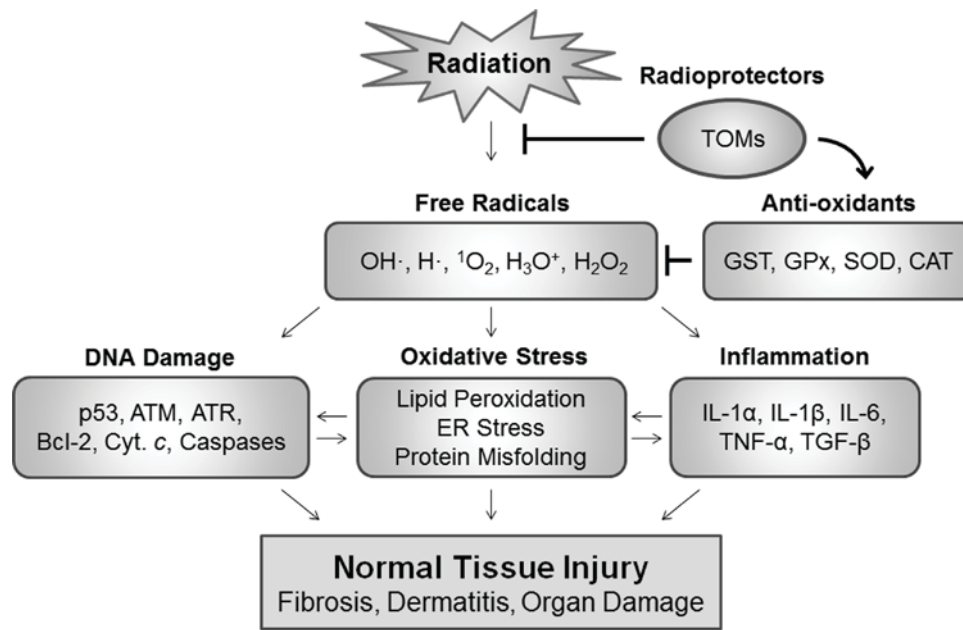 Radiation
Radioprotectors
TOMs
Free Radicals
Anti-oxidants
OH·, H·, ¹O₂, H₃O⁺, H₂O₂
GST, GPx, SOD, CAT
DNA Damage
Oxidative Stress
Inflammation
p53, ATM, ATR,
Bcl-2, Cyt. c, Caspases
Lipid Peroxidation
ER Stress
Protein Misfolding
IL-1α, IL-1β, IL-6,
TNF-α, TGF-β
Normal Tissue Injury
Fibrosis, Dermatitis, Organ Damage